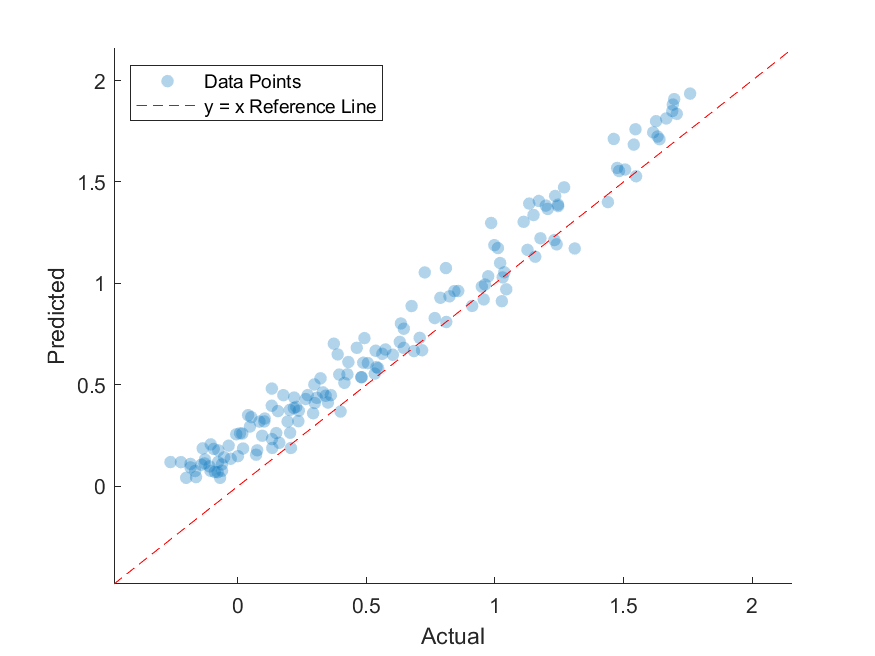 Data Points
y = x Reference Line
2
1.5
1
0.5
0
Predicted
0
0.5
1
1.5
2
Actual